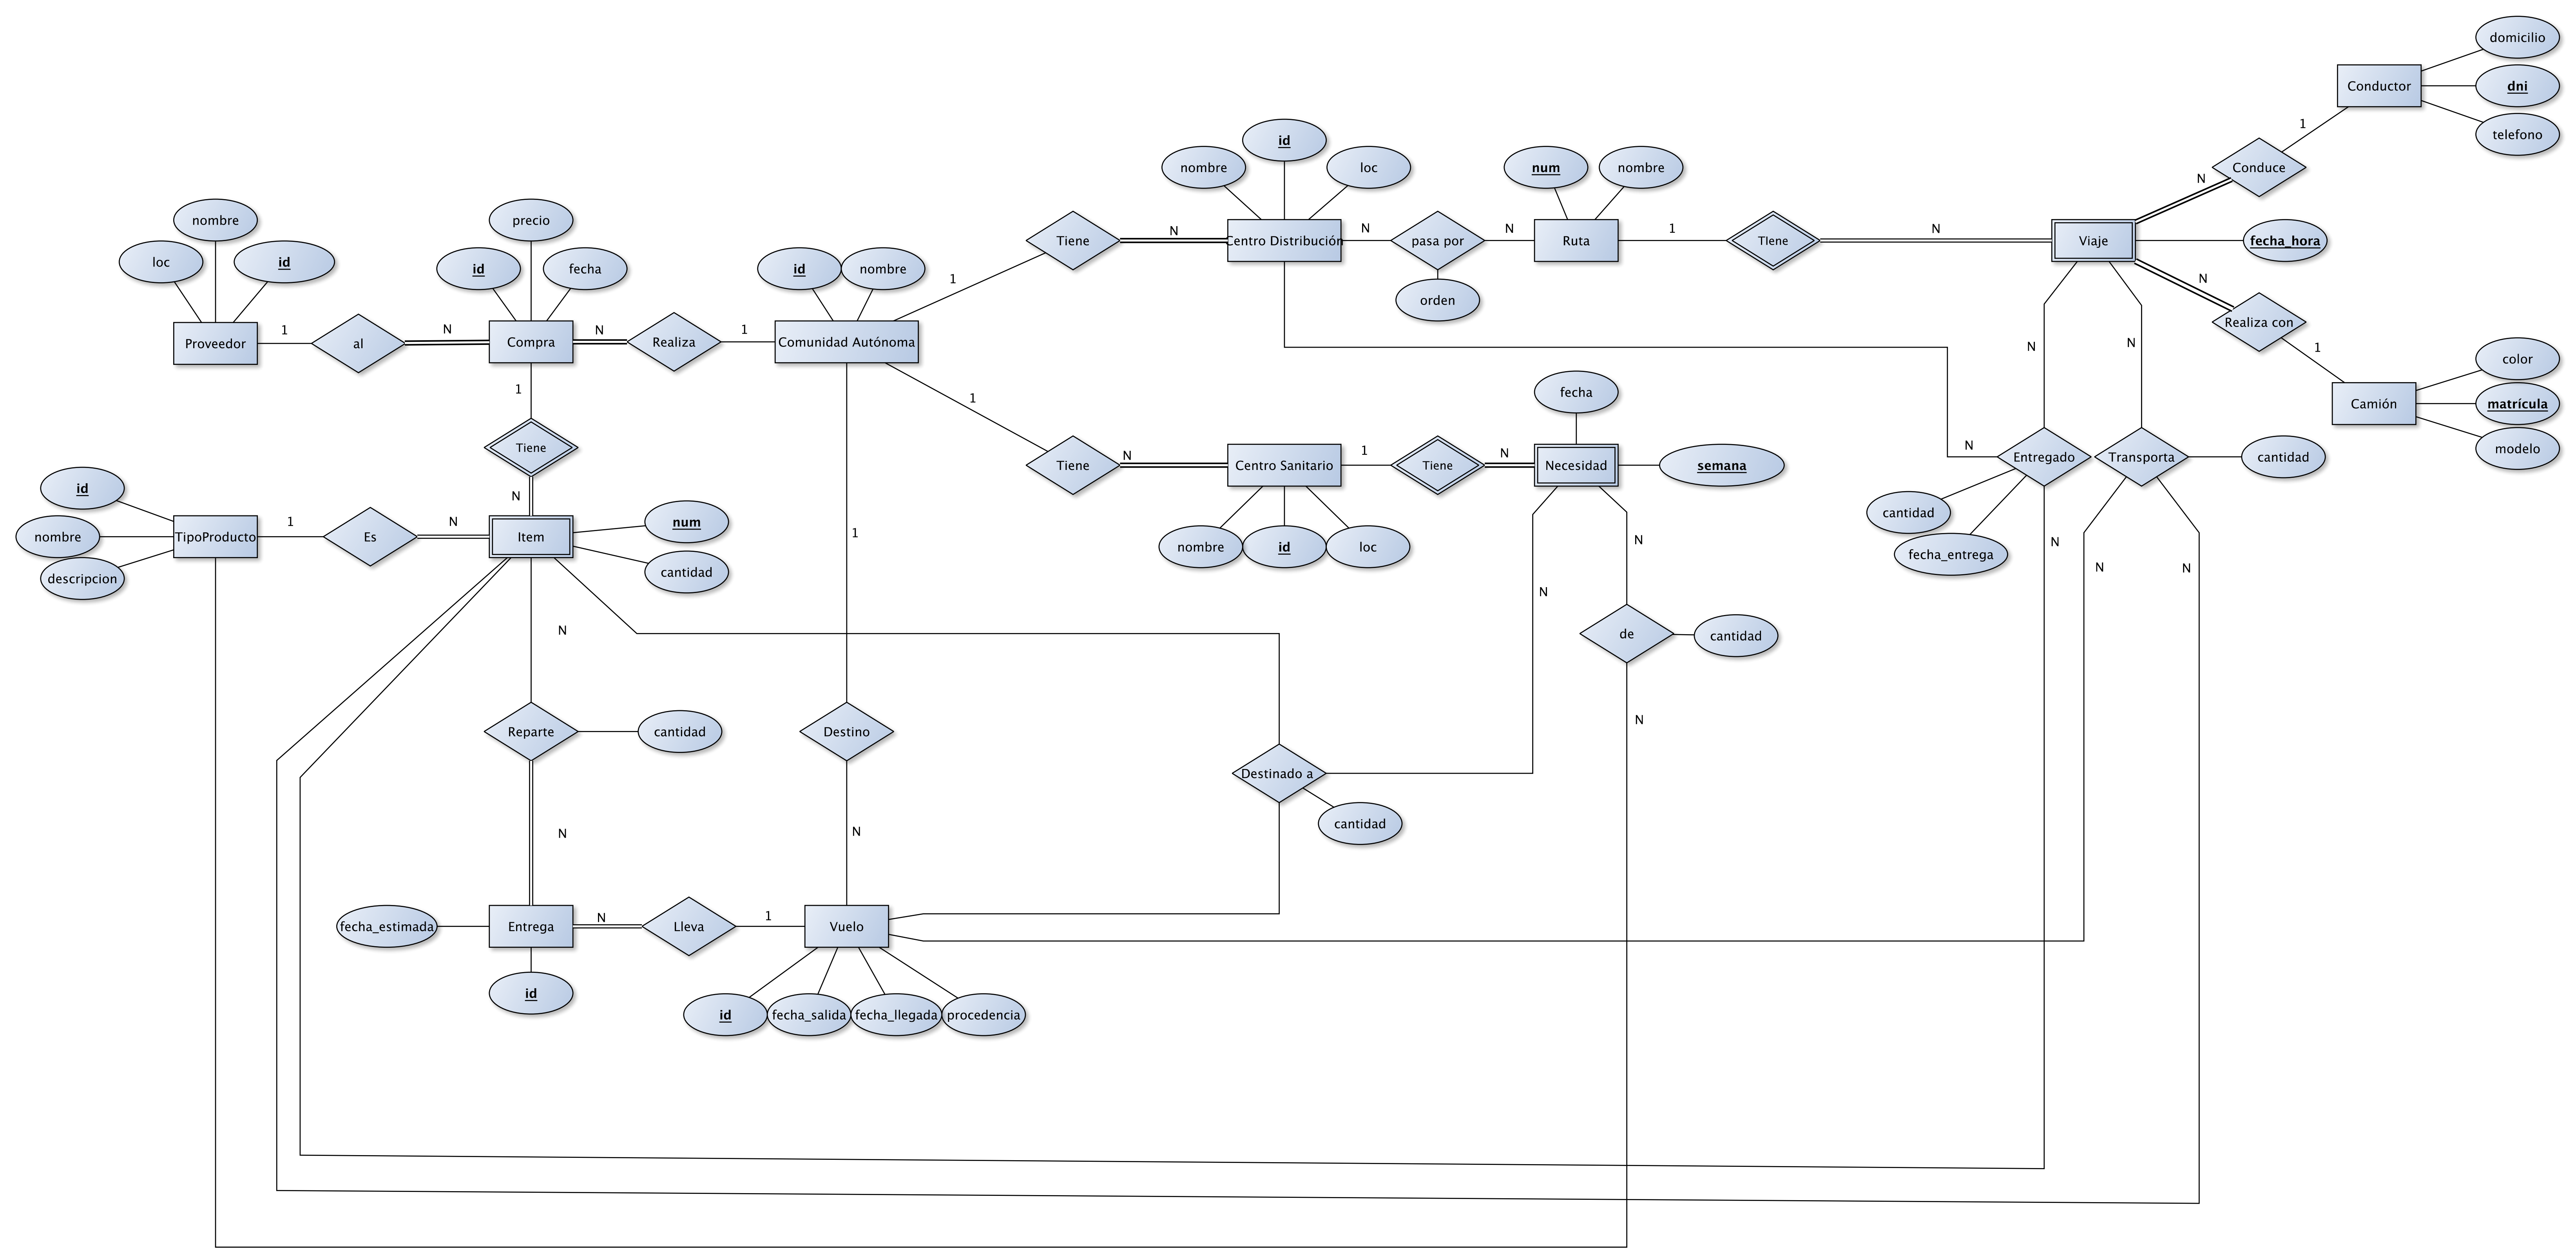 domicilio
Conductor
dni
telefono
1
Conduce
N
id
nombre
loc
num
nombre
nombre
precio
Tiene
N
Centro Distribución
N
pasa por
N
Ruta
1
TIene
N
Viaje
fecha_hora
loc
id
id
fecha
id
nombre
1
orden
N
Proveedor
1
al
N
Compra
N
Realiza
1
Comunidad Autónoma
N
N
Realiza con
1
color
1
1
fecha
Camión
matrícula
modelo
Tiene
N
Tiene
N
Centro Sanitario
1
Tiene
N
Necesidad
semana
N
Entregado
Transporta
cantidad
id
N
nombre
TipoProducto
1
Es
N
Item
num
cantidad
descripcion
nombre
id
loc
1
cantidad
fecha_entrega
N
N
N
N
N
N
de
cantidad
Reparte
cantidad
Destino
N
Destinado a
cantidad
N
N
fecha_estimada
Entrega
N
Lleva
1
Vuelo
id
id
fecha_salida
fecha_llegada
procedencia